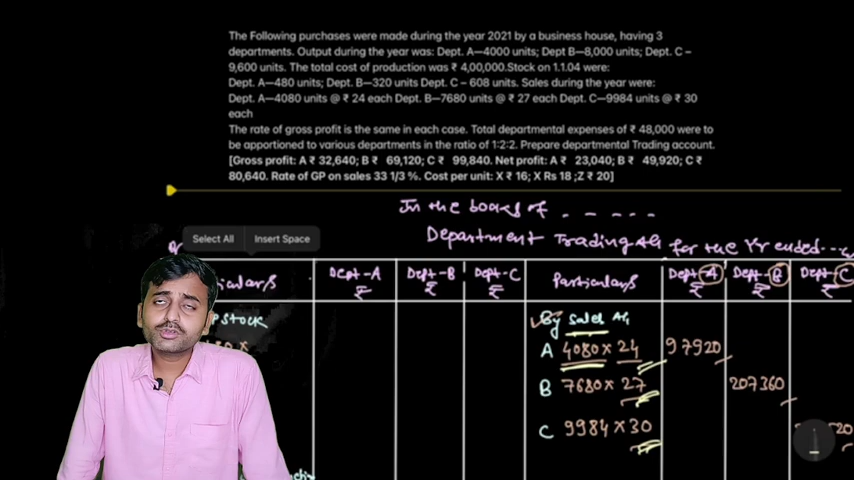 The Following purchases were made during the year 2021 by a business house, having 3
departments. Output during the year was: Dept. A—4000 units; Dept B—8,000 units; Dept. C –
9,600 units. The total cost of production was ₹ 4,00,000.Stock on 1.1.04 were:
Dept. A—480 units; Dept. B—320 units Dept. C – 608 units. Sales during the year were:
Dept. A—4080 units @ ₹ 24 each Dept. B—7680 units @ ₹ 27 each Dept. C—9984 units @ ₹ 30
each
The rate of gross profit is the same in each case. Total departmental expenses of ₹ 48,000 were to
be apportioned to various departments in the ratio of 1:2:2. Prepare departmental Trading account.
[Gross profit: A ₹ 32,640; B ₹ 69,120; C ₹ 99,840. Net profit: A ₹ 23,040; B ₹ 49,920; C ₹
80,640. Rate of GP on sales 33 1/3 %. Cost per unit: X ₹ 16; X Rs 18 ;Z ₹ 20]
In the books of - - - - - -
Select All Insert Space
Department Trading A/c for the Yr ended...
Dept-A ₹ Dept-B ₹ Dept-C ₹ Particulars Dept-A ₹ Dept-B ₹ Dept-C ₹
By Sales A/c
A 4080 × 24 97920
B 7680 × 27 207360
C 9984 × 30